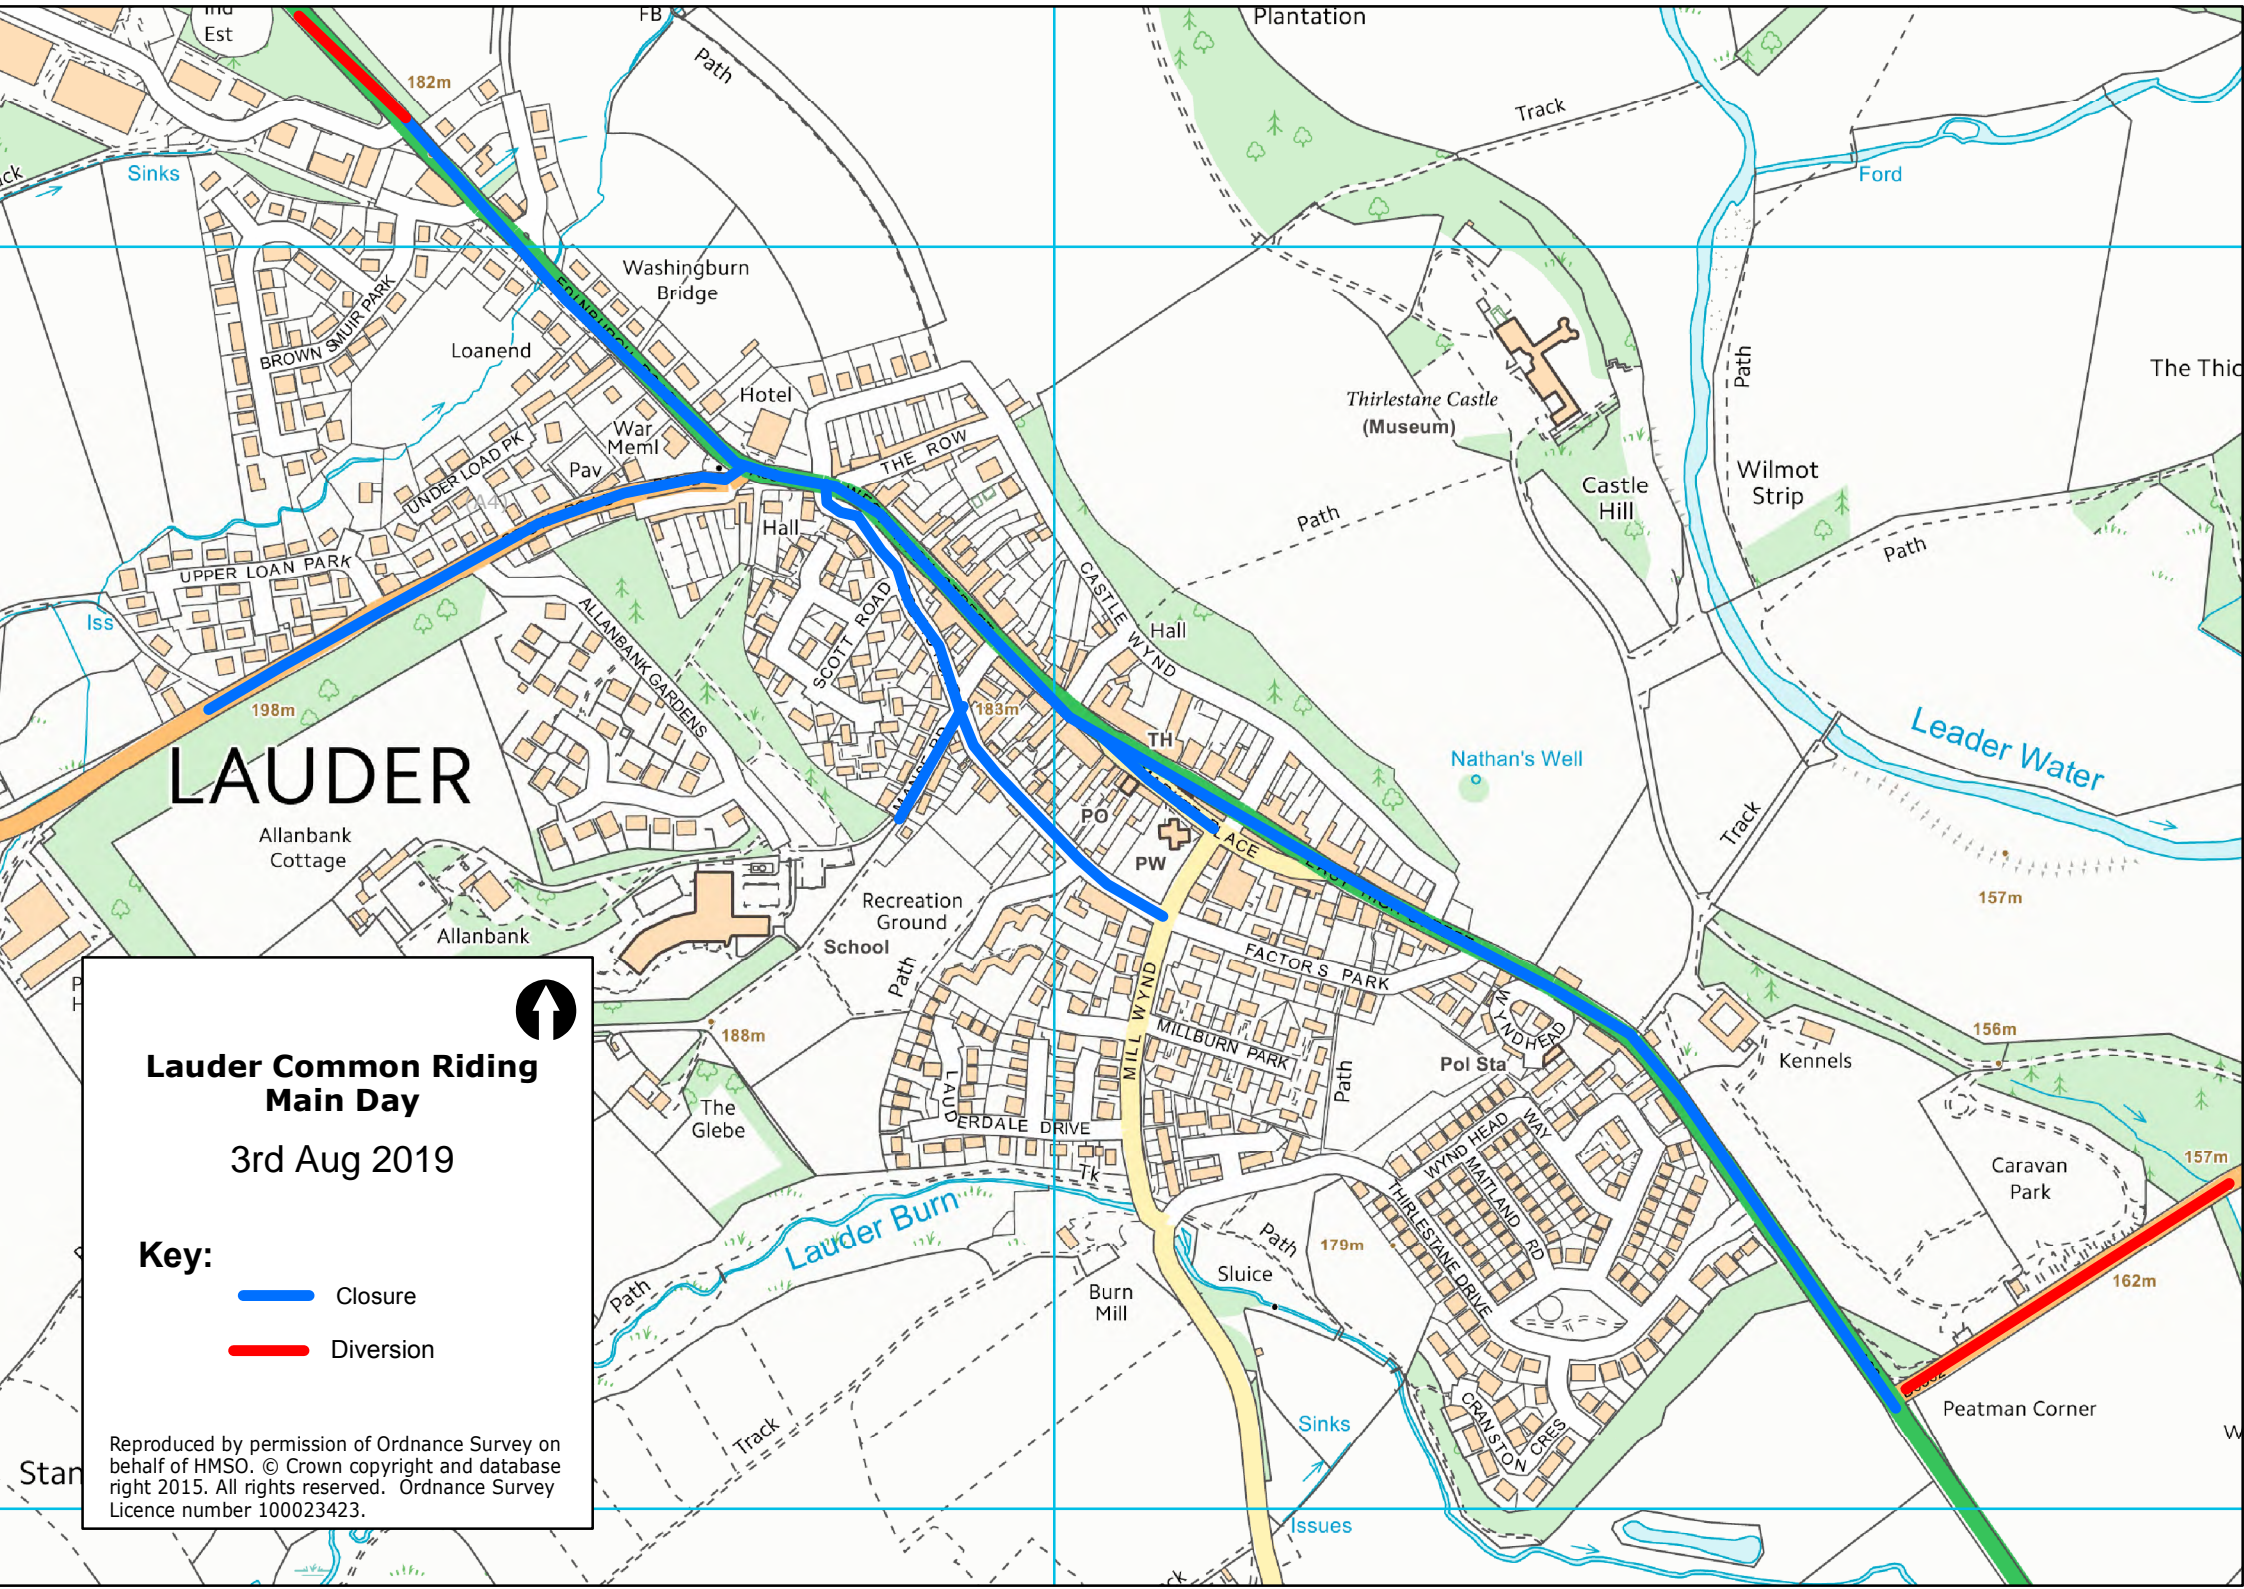 Est
182m
FB
Path
Plantation
Track
Sinks
Ford
Washingburn
Bridge
BROWN SMUIR PARK
Loanend
Path
The Thic
Hotel
Thirlestane Castle
(Museum)
War
Meml
THE ROW
Pav
UNDER LOAD PK
(A4)
Wilmot
Strip
Castle
Hill
Path
Hall
Path
UPPER LOAN PARK
CASTLE WYND
Iss
ALLANBANK GARDENS
SCOTT ROAD
Hall
198m
183m
LAUDER
TH
Leader Water
Nathan's Well
PO
Track
Allanbank
Cottage
PLACE
PW
157m
Recreation
Ground
Allanbank
School
Path
FACTORS PARK
MILL WYND
WYNDHEAD
188m
MILLBURN PARK
Path
Pol Sta
156m
Kennels
The
Glebe
LAUDERDALE DRIVE
WYND HEAD WAY
MAITLAND RD
Tk
Caravan
Park
157m
THIRLESTANE DRIVE
Lauder Burn
Path
179m
Sluice
162m
Path
Burn
Mill
CRANSTON CRES
Peatman Corner
Sinks
Track
Stan
Issues
Lauder Common Riding
Main Day
3rd Aug 2019
Key:
Closure
Diversion
Reproduced by permission of Ordnance Survey on
behalf of HMSO. © Crown copyright and database
right 2015. All rights reserved. Ordnance Survey
Licence number 100023423.